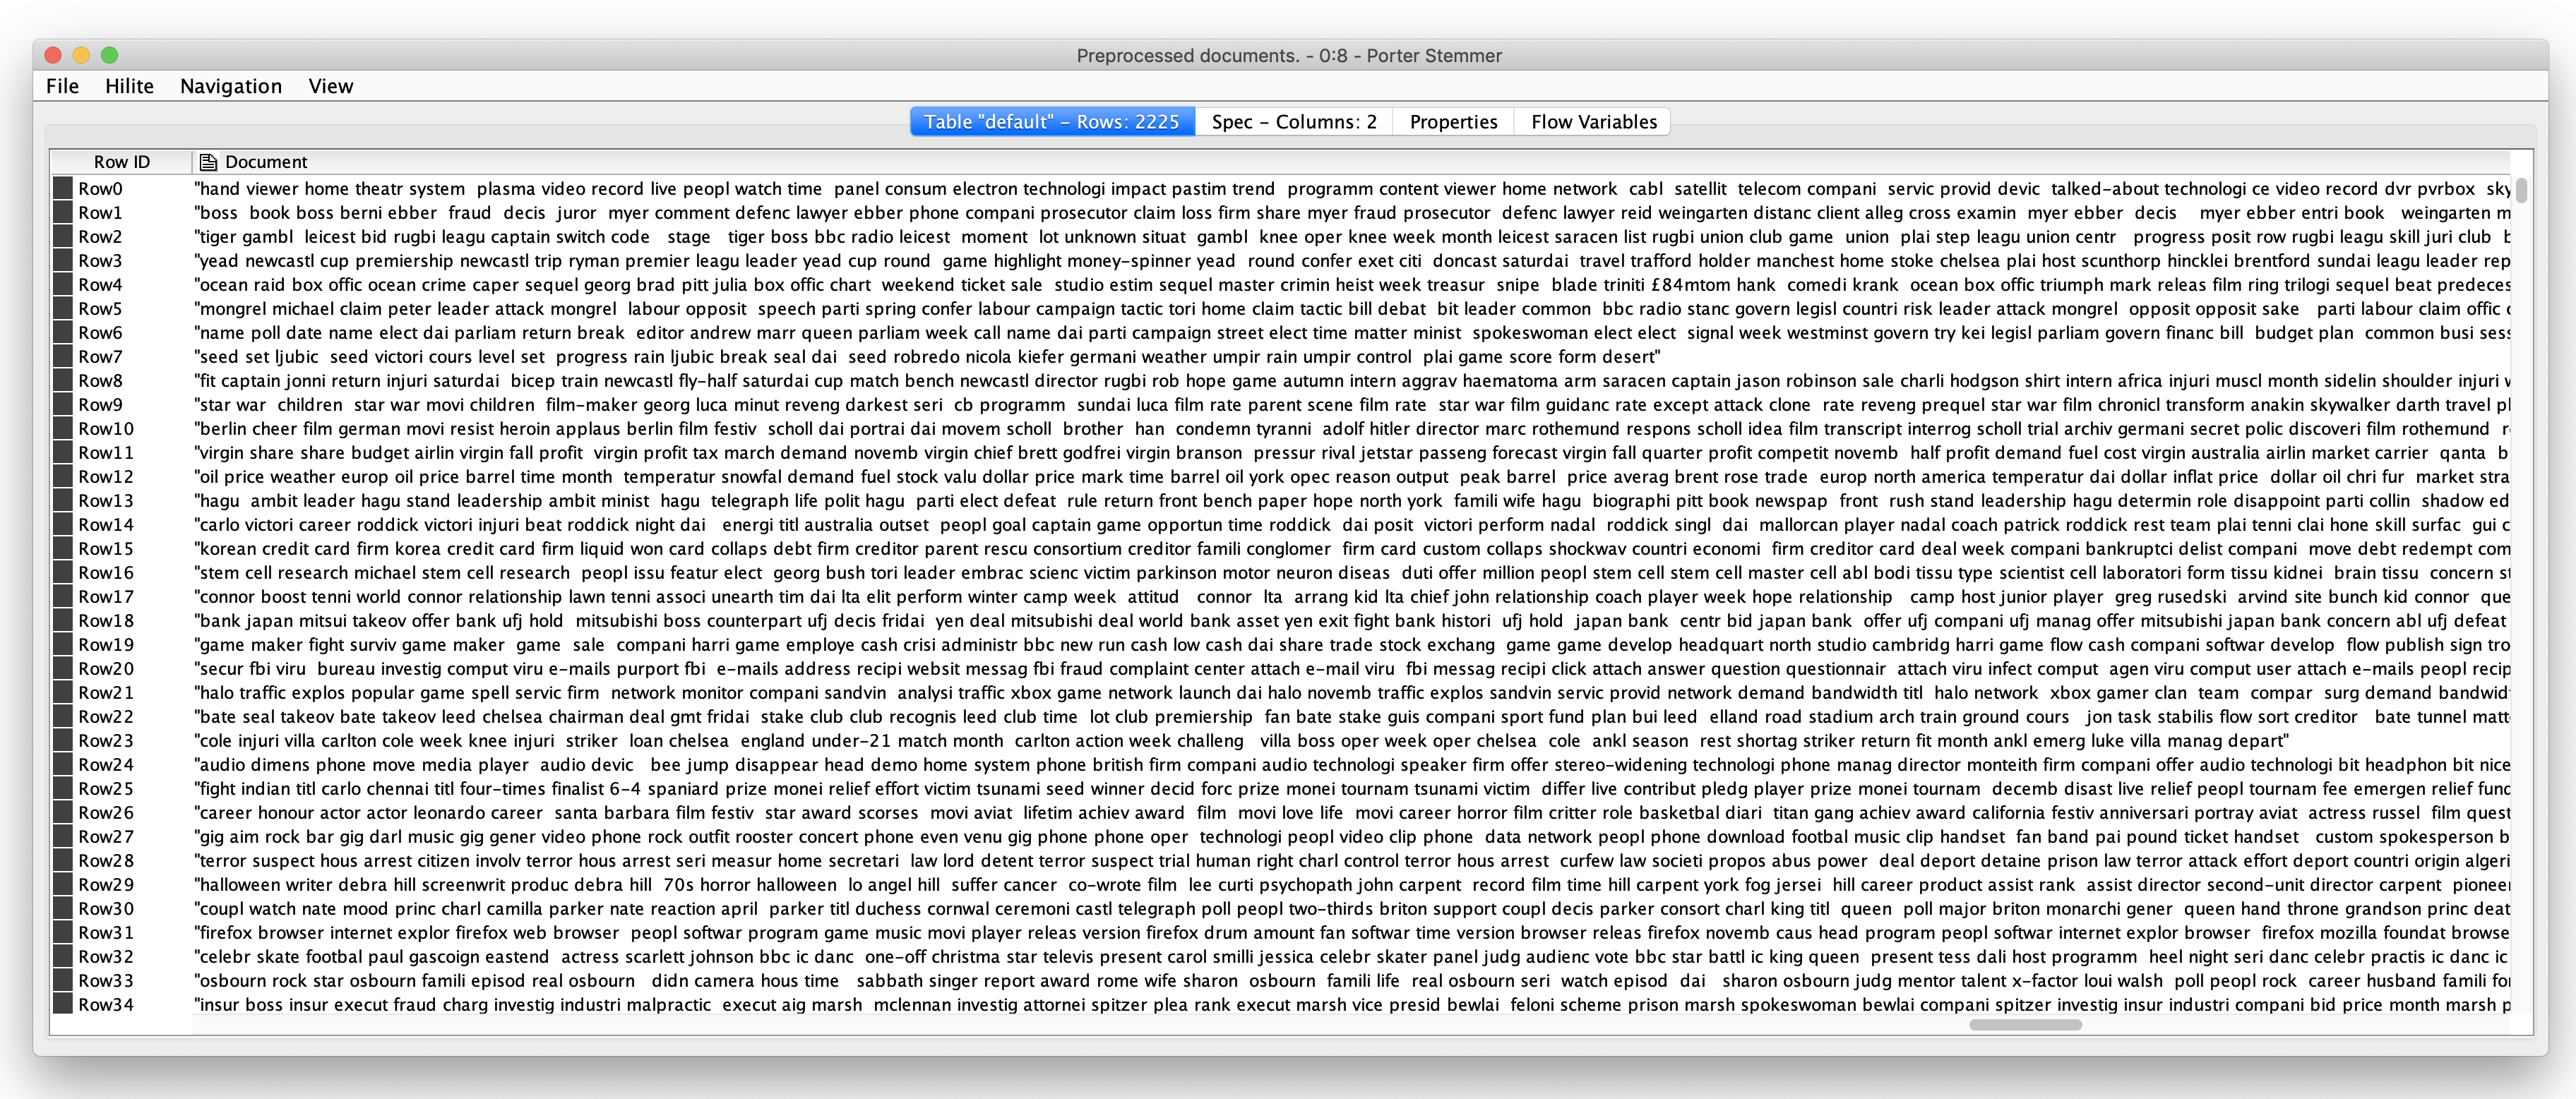 Preprocessed documents. - 0:8 - Porter Stemmer
File Hilite Navigation View
Table "default" – Rows: 2225 Spec – Columns: 2 Properties Flow Variables
Row ID Document
Row0 "hand viewer home theatr system plasma video record live peopl watch time panel consum electron technologi impact pastim trend programm content viewer home network cabl satellit telecom compani servic provid devic talked-about technologi ce video record dvr pvrbox sky
Row1 "boss book boss berni ebber fraud decis juror myer comment defenc lawyer ebber phone compani prosecutor claim loss firm share myer fraud prosecutor defenc lawyer reid weingarten distanc client alleg cross examin myer ebber decis myer ebber entri book weingarten m
Row2 "tiger gambl leicest bid rugbi leagu captain switch code stage tiger boss bbc radio leicest moment lot unknown situat gambl knee oper knee week month leicest saracen list rugbi union club game union plai step leagu union centr progress posit row rugbi leagu skill juri club b
Row3 "yead newcastl cup premiership newcastl trip ryman premier leagu leader yead cup round game highlight money-spinner yead round confer exet citi doncast saturdai travel trafford holder manchest home stoke chelsea plai host scunthorp hincklei brentford sundai leagu leader rep
Row4 "ocean raid box offic ocean crime caper sequel georg brad pitt julia box offic chart weekend ticket sale studio estim sequel master crimin heist week treasur snipe blade triniti £84mtom hank comedi krank ocean box offic triumph mark releas film ring trilogi sequel beat predeces
Row5 "mongrel michael claim peter leader attack mongrel labour opposit speech parti spring confer labour campaign tactic tori home claim tactic bill debat bit leader common bbc radio stanc govern legisl countri risk leader attack mongrel opposit opposit sake parti labour claim offic c
Row6 "name poll date name elect dai parliam return break editor andrew marr queen parliam week call name dai parti campaign street elect time matter minist spokeswoman elect elect signal week westminst govern try kei legisl parliam govern financ bill budget plan common busi sess
Row7 "seed set ljubic seed victori cours level set progress rain ljubic break seal dai seed robredo nicola kiefer germani weather umpir rain umpir control plai game score form desert"
Row8 "fit captain jonni return injuri saturdai bicep train newcastl fly-half saturdai cup match bench newcastl director rugbi rob hope game autumn intern aggrav haematoma arm saracen captain jason robinson sale charli hodgson shirt intern africa injuri muscl month sidelin shoulder injuri w
Row9 "star war children star war movi children film-maker georg luca minut reveng darkest seri cb programm sundai luca film rate parent scene film rate star war film guidanc rate except attack clone rate reveng prequel star war film chronicl transform anakin skywalker darth travel pl
Row10 "berlin cheer film german movi resist heroin applaus berlin film festiv scholl dai portrai dai movem scholl brother han condemn tyranni adolf hitler director marc rothemund respons scholl idea film transcript interrog scholl trial archiv germani secret polic discoveri film rothemund r
Row11 "virgin share share budget airlin virgin fall profit virgin profit tax march demand novemb virgin chief brett godfrei virgin branson pressur rival jetstar passeng forecast virgin fall quarter profit competit novemb half profit demand fuel cost virgin australia airlin market carrier qanta b
Row12 "oil price weather europ oil price barrel time month temperatur snowfal demand fuel stock valu dollar price mark time barrel oil york opec reason output peak barrel price averag brent rose trade europ north america temperatur dai dollar inflat price dollar oil chri fur market stra
Row13 "hagu ambit leader hagu stand leadership ambit minist hagu telegraph life polit hagu parti elect defeat rule return front bench paper hope north york famili wife hagu biographi pitt book newspap front rush stand leadership hagu determin role disappoint parti collin shadow ed
Row14 "carlo victori career roddick victori injuri beat roddick night dai energi titl australia outset peopl goal captain game opportun time roddick dai posit victori perform nadal roddick singl dai mallorcan player nadal coach patrick roddick rest team plai tenni clai hone skill surfac gui c
Row15 "korean credit card firm korea credit card firm liquid won card collaps debt firm creditor parent rescu consortium creditor famili conglomer firm card custom collaps shockwav countri economi firm creditor card deal week compani bankruptci delist compani move debt redempt com
Row16 "stem cell research michael stem cell research peopl issu featur elect georg bush tori leader embrac scienc victim parkinson motor neuron diseas duti offer million peopl stem cell stem cell master cell abl bodi tissu type scientist cell laboratori form tissu kidnei brain tissu concern st
Row17 "connor boost tenni world connor relationship lawn tenni associ unearth tim dai lta elit perform winter camp week attitud connor lta arrang kid lta chief john relationship coach player week hope relationship camp host junior player greg rusedski arvind site bunch kid connor que
Row18 "bank japan mitsui takeov offer bank ufj hold mitsubishi boss counterpart ufj decis fridai yen deal mitsubishi deal world bank asset yen exit fight bank histori ufj hold japan bank centr bid japan bank offer ufj compani ufj manag offer mitsubishi japan bank concern abl ufj defeat
Row19 "game maker fight surviv game maker game sale compani harri game employe cash crisi administr bbc new run cash low cash dai share trade stock exchang game game develop headquart north studio cambridg harri game flow cash compani softwar develop flow publish sign tro
Row20 "secur fbi viru bureau investig comput viru e-mails purport fbi e-mails address recipi websit messag fbi fraud complaint center attach e-mail viru fbi messag recipi click attach answer question questionnair attach viru infect comput agen viru comput user attach e-mails peopl recip
Row21 "halo traffic explos popular game spell servic firm network monitor compani sandvin analysi traffic xbox game network launch dai halo novemb traffic explos sandvin servic provid network demand bandwidth titl halo network xbox gamer clan team compar surg demand bandwid
Row22 "bate seal takeov bate takeov leed chelsea chairman deal gmt fridai stake club club recognis leed club time lot club premiership fan bate stake guis compani sport fund plan bui leed elland road stadium arch train ground cours jon task stabilis flow sort creditor bate tunnel matt
Row23 "cole injuri villa carlton cole week knee injuri striker loan chelsea england under-21 match month carlton action week challeng villa boss oper week oper chelsea cole ankl season rest shortag striker return fit month ankl emerg luke villa manag depart"
Row24 "audio dimens phone move media player audio devic bee jump disappear head demo home system phone british firm compani audio technologi speaker firm offer stereo-widening technologi phone manag director monteith firm compani offer audio technologi bit headphon bit nice
Row25 "fight indian titl carlo chennai titl four-times finalist 6-4 spaniard prize monei relief effort victim tsunami seed winner decid forc prize monei tournam tsunami victim differ live contribut pledg player prize monei tournam decemb disast live relief peopl tournam fee emergen relief fund
Row26 "career honour actor actor leonardo career santa barbara film festiv star award scorses movi aviat lifetim achiev award film movi love life movi career horror film critter role basketbal diari titan gang achiev award california festiv anniversari portray aviat actress russel film quest
Row27 "gig aim rock bar gig darl music gig gener video phone rock outfit rooster concert phone even venu gig phone phone oper technologi peopl video clip phone data network peopl phone download footbal music clip handset fan band pai pound ticket handset custom spokesperson b
Row28 "terror suspect hous arrest citizen involv terror hous arrest seri measur home secretari law lord detent terror suspect trial human right charl control terror hous arrest curfew law societi propos abus power deal deport detaine prison law terror attack effort deport countri origin algeri
Row29 "halloween writer debra hill screenwrit produc debra hill 70s horror halloween lo angel hill suffer cancer co-wrote film lee curti psychopath john carpent record film time hill carpent york fog jersei hill career product assist rank assist director second-unit director carpent pioneer
Row30 "coupl watch nate mood princ charl camilla parker nate reaction april parker titl duchess cornwal ceremoni castl telegraph poll peopl two-thirds briton support coupl decis parker consort charl king titl queen poll major briton monarchi gener queen hand throne grandson princ deat
Row31 "firefox browser internet explor firefox web browser peopl softwar program game music movi player releas version firefox drum amount fan softwar time version browser releas firefox novemb caus head program peopl softwar internet explor browser firefox mozilla foundat browse
Row32 "celebr skate footbal paul gascoign eastend actress scarlett johnson bbc ic danc one-off christma star televis present carol smilli jessica celebr skater panel judg audienc vote bbc star battl ic king queen present tess dali host programm heel night seri danc celebr practis ic danc ic
Row33 "osbourn rock star osbourn famili episod real osbourn didn camera hous time sabbath singer report award rome wife sharon osbourn famili life real osbourn seri watch episod dai sharon osbourn judg mentor talent x-factor loui walsh poll peopl rock career husband famili fo
Row34 "insur boss insur execut fraud charg investig industri malpractic execut aig marsh mclennan investig attornei spitzer plea rank execut marsh vice presid bewlai feloni scheme prison marsh spokeswoman bewlai compani spitzer investig insur industri compani bid price month marsh p